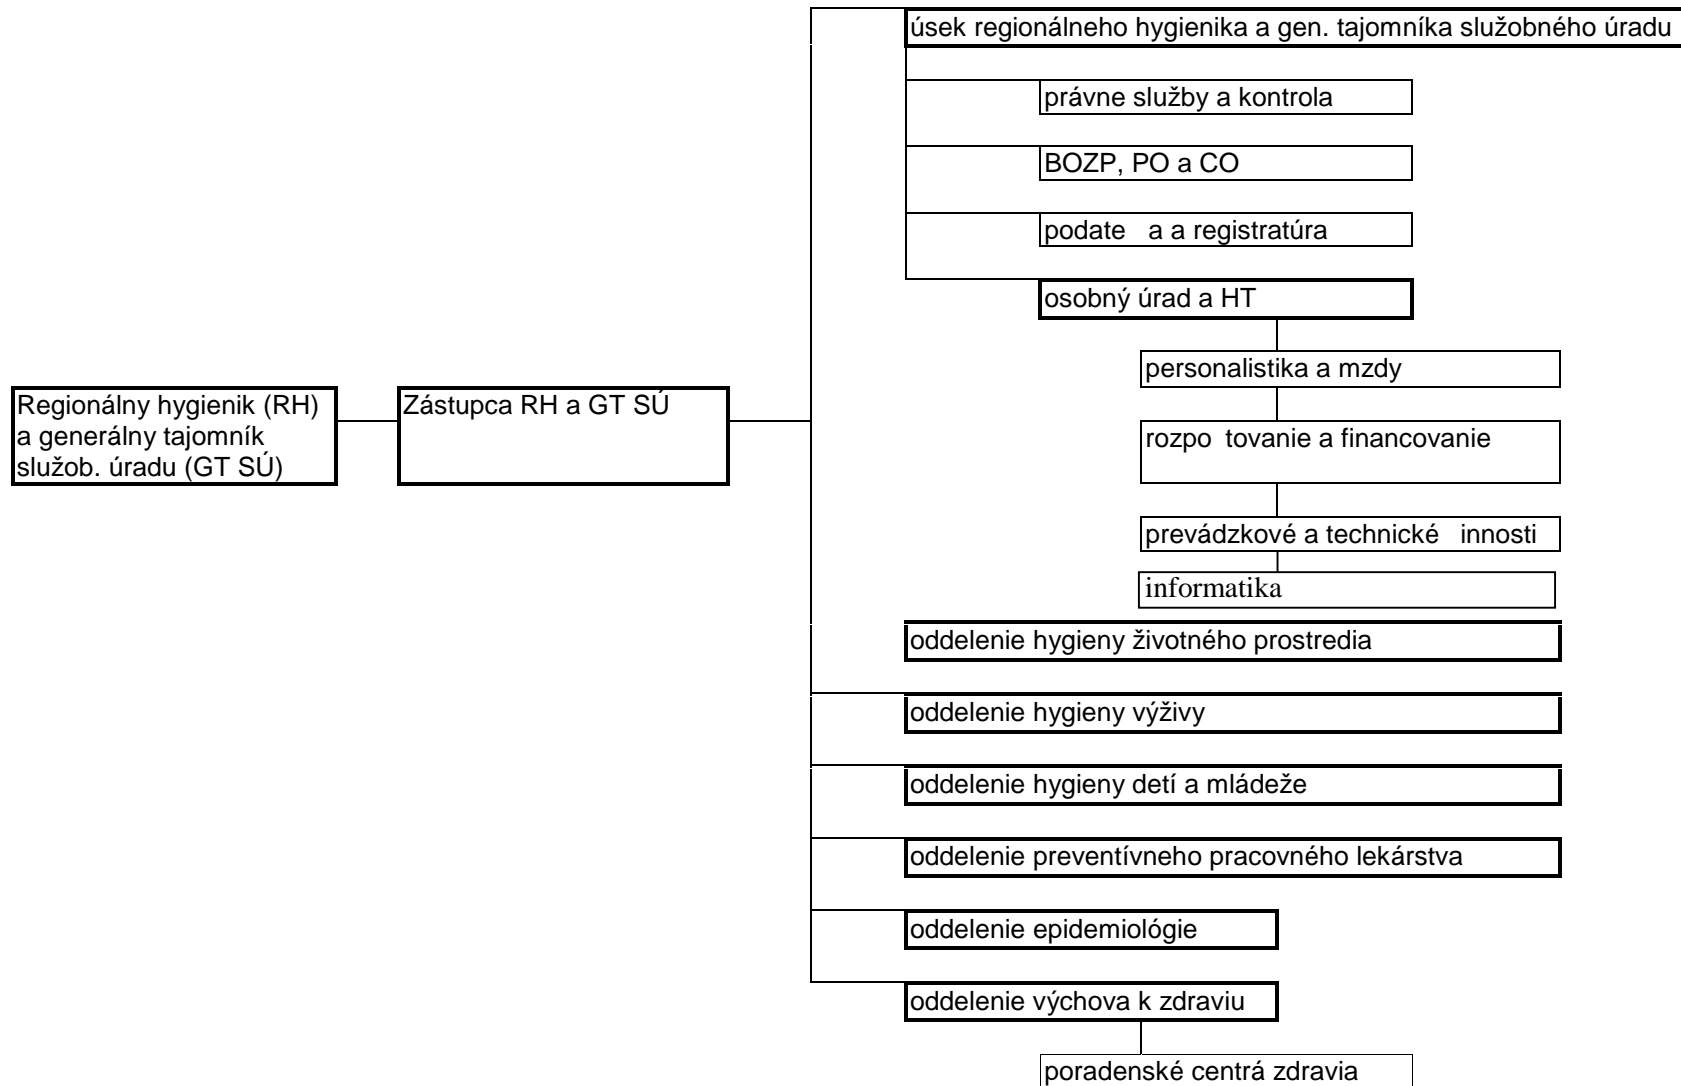 úsek regionálneho hygienika a gen. tajomníka služobného úradu
právne služby a kontrola
BOZP, PO a CO
podate a a registratúra
osobný úrad a HT
personalistika a mzdy
Regionálny hygienik (RH)
a generálny tajomník
služob. úradu (GT SÚ)
Zástupca RH a GT SÚ
rozpo tovanie a financovanie
prevádzkové a technické innosti
informatika
oddelenie hygieny životného prostredia
oddelenie hygieny výživy
oddelenie hygieny detí a mládeže
oddelenie preventívneho pracovného lekárstva
oddelenie epidemiológie
oddelenie výchova k zdraviu
poradenské centrá zdravia